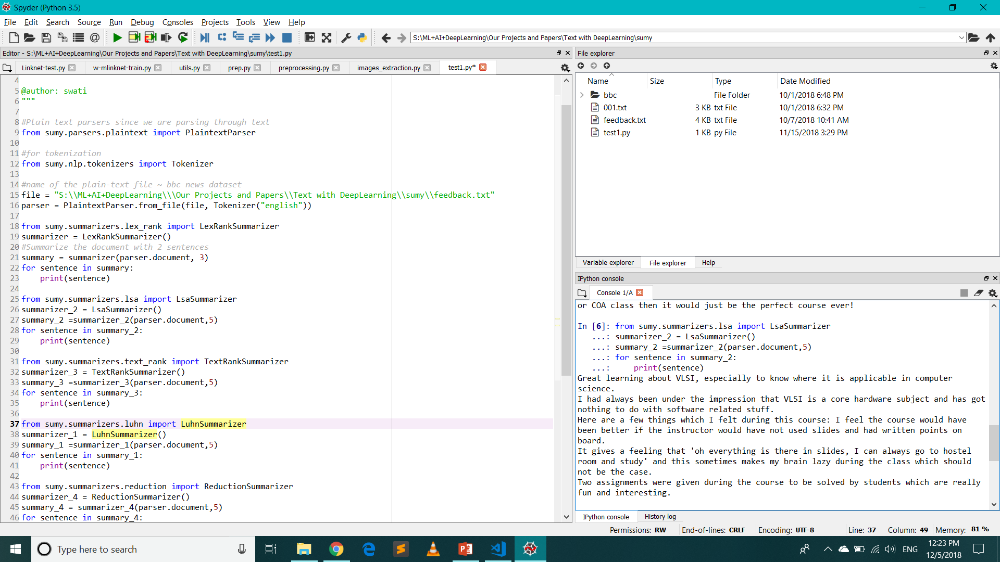 Spyder (Python 3.5)
File Edit Search Source Run Debug Consoles Projects Tools View Help
S:\ML+AI+DeepLearning\Our Projects and Papers\Text with DeepLearning\sumy
Editor - S:\ML+AI+DeepLearning\Our Projects and Papers\Text with DeepLearning\sumy\test1.py
Linknet-test.py w-mlinknet-train.py utils.py prep.py preprocessing.py images_extraction.py test1.py*
4
5 @author: swati
6 """
7
8 #Plain text parsers since we are parsing through text
9 from sumy.parsers.plaintext import PlaintextParser
10
11 #for tokenization
12 from sumy.nlp.tokenizers import Tokenizer
13
14 #name of the plain-text file ~ bbc news dataset
15 file = "S:\\ML+AI+DeepLearning\\\Our Projects and Papers\\Text with DeepLearning\\sumy\\feedback.txt"
16 parser = PlaintextParser.from_file(file, Tokenizer("english"))
17
18 from sumy.summarizers.lex_rank import LexRankSummarizer
19 summarizer = LexRankSummarizer()
20 #Summarize the document with 2 sentences
21 summary = summarizer(parser.document, 3)
22 for sentence in summary:
23     print(sentence)
24
25 from sumy.summarizers.lsa import LsaSummarizer
26 summarizer_2 = LsaSummarizer()
27 summary_2 =summarizer_2(parser.document,5)
28 for sentence in summary_2:
29     print(sentence)
30
31 from sumy.summarizers.text_rank import TextRankSummarizer
32 summarizer_3 = TextRankSummarizer()
33 summary_3 =summarizer_3(parser.document,5)
34 for sentence in summary_3:
35     print(sentence)
36
37 from sumy.summarizers.luhn import LuhnSummarizer
38 summarizer_1 = LuhnSummarizer()
39 summary_1 =summarizer_1(parser.document,5)
40 for sentence in summary_1:
41     print(sentence)
42
43 from sumy.summarizers.reduction import ReductionSummarizer
44 summarizer_4 = ReductionSummarizer()
45 summary_4 = summarizer_4(parser.document,5)
46 for sentence in summary_4:
File explorer
Name Size Type Date Modified
bbc File Folder 10/1/2018 6:48 PM
001.txt 3 KB txt File 10/1/2018 6:32 PM
feedback.txt 4 KB txt File 10/7/2018 10:41 AM
test1.py 1 KB py File 11/15/2018 3:29 PM
Variable explorer File explorer Help
IPython console
Console 1/A
or COA class then it would just be the perfect course ever!
In [6]: from sumy.summarizers.lsa import LsaSummarizer
...: summarizer_2 = LsaSummarizer()
...: summary_2 =summarizer_2(parser.document,5)
...: for sentence in summary_2:
...:     print(sentence)
Great learning about VLSI, especially to know where it is applicable in computer
science.
I had always been under the impression that VLSI is a core hardware subject and has got
nothing to do with software related stuff.
Here are a few things which I felt during this course: I feel the course would have
been better if the instructor would have not used slides and had written points on
board.
It gives a feeling that 'oh everything is there in slides, I can always go to hostel
room and study' and this sometimes makes my brain lazy during the class which should
not be the case.
Two assignments were given during the course to be solved by students which are really
fun and interesting.
IPython console History log
Permissions: RW End-of-lines: CRLF Encoding: UTF-8 Line: 37 Column: 49 Memory: 81 %
Type here to search
ENG
12:23 PM
12/5/2018